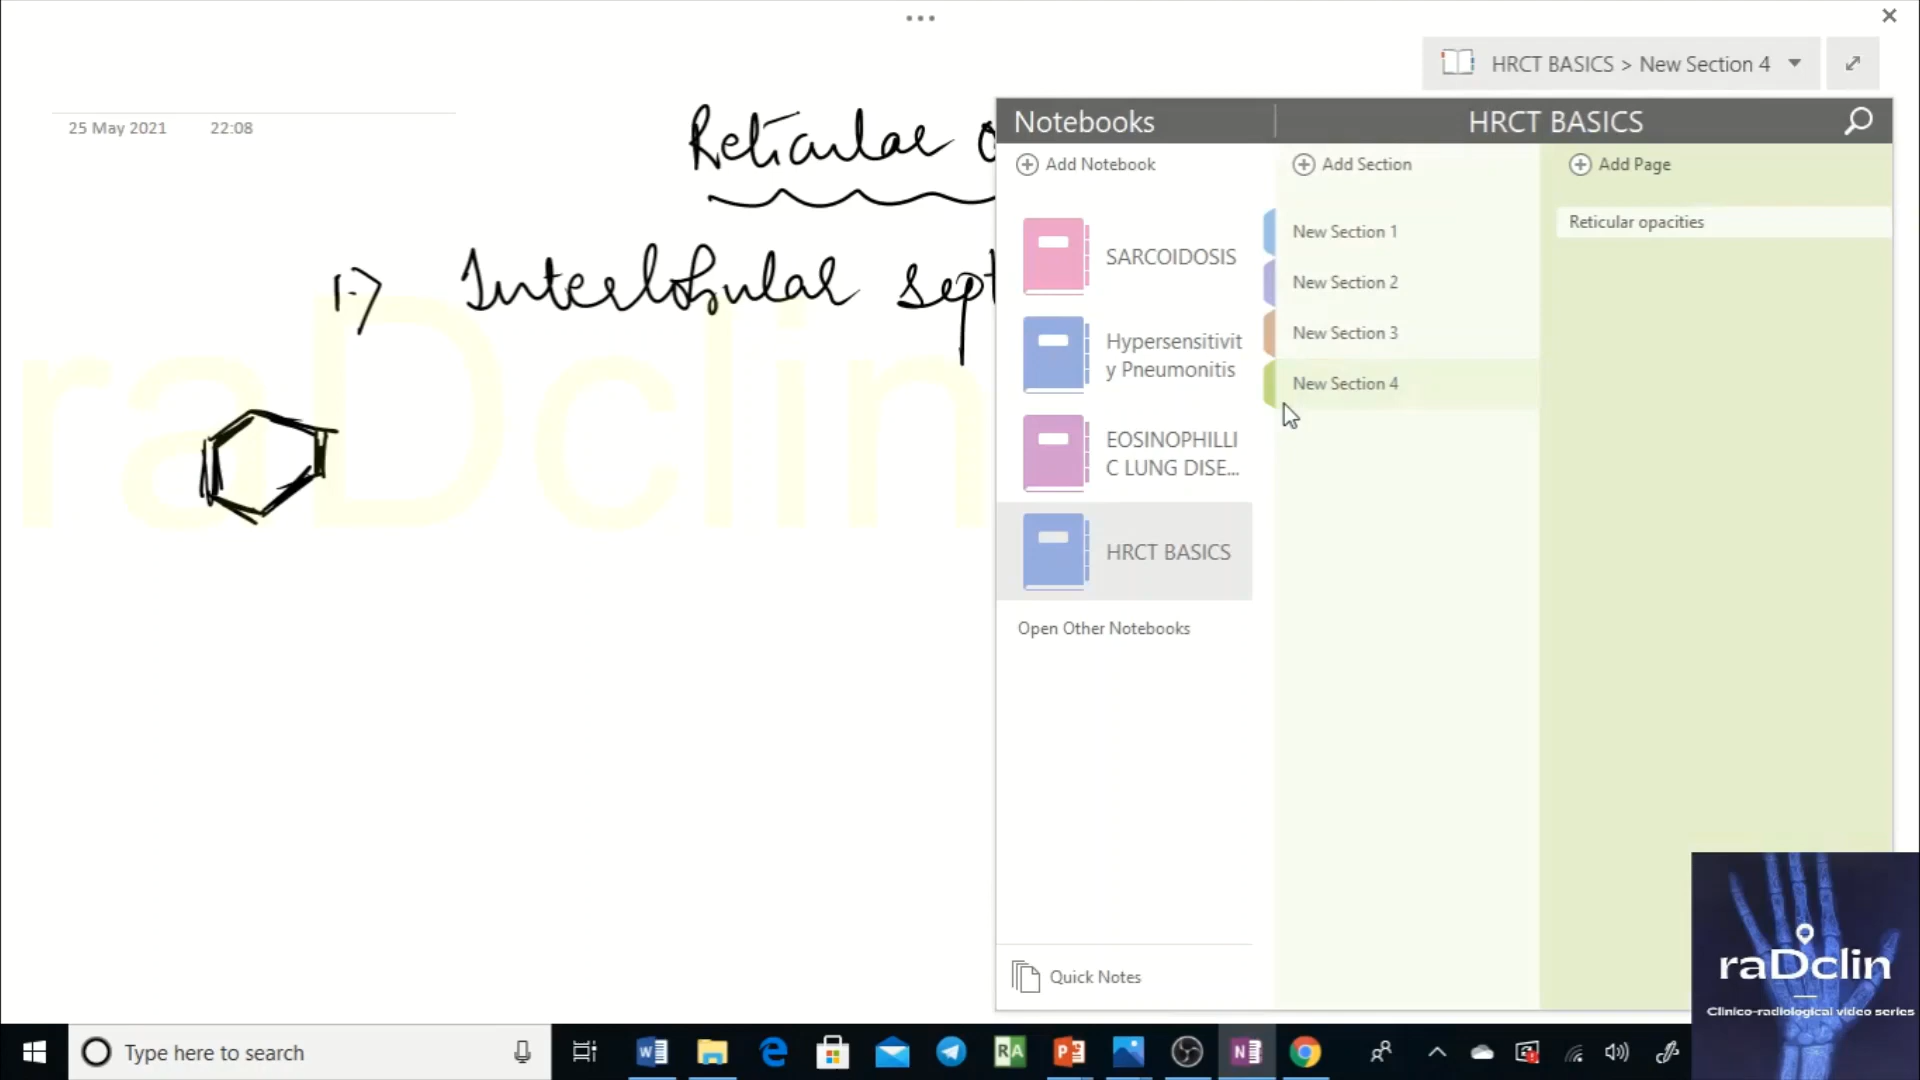 HRCT BASICS > New Section 4
25 May 2021 22:08
Reticular o
1-) Interlobular sept
raDclin
Notebooks
HRCT BASICS
Add Notebook
SARCOIDOSIS
Hypersensitivit
y Pneumonitis
EOSINOPHILLI
C LUNG DISE...
HRCT BASICS
Open Other Notebooks
Quick Notes
Add Section
New Section 1
New Section 2
New Section 3
New Section 4
Add Page
Reticular opacities
raDclin
Clinico-radiological video series
Type here to search
RA